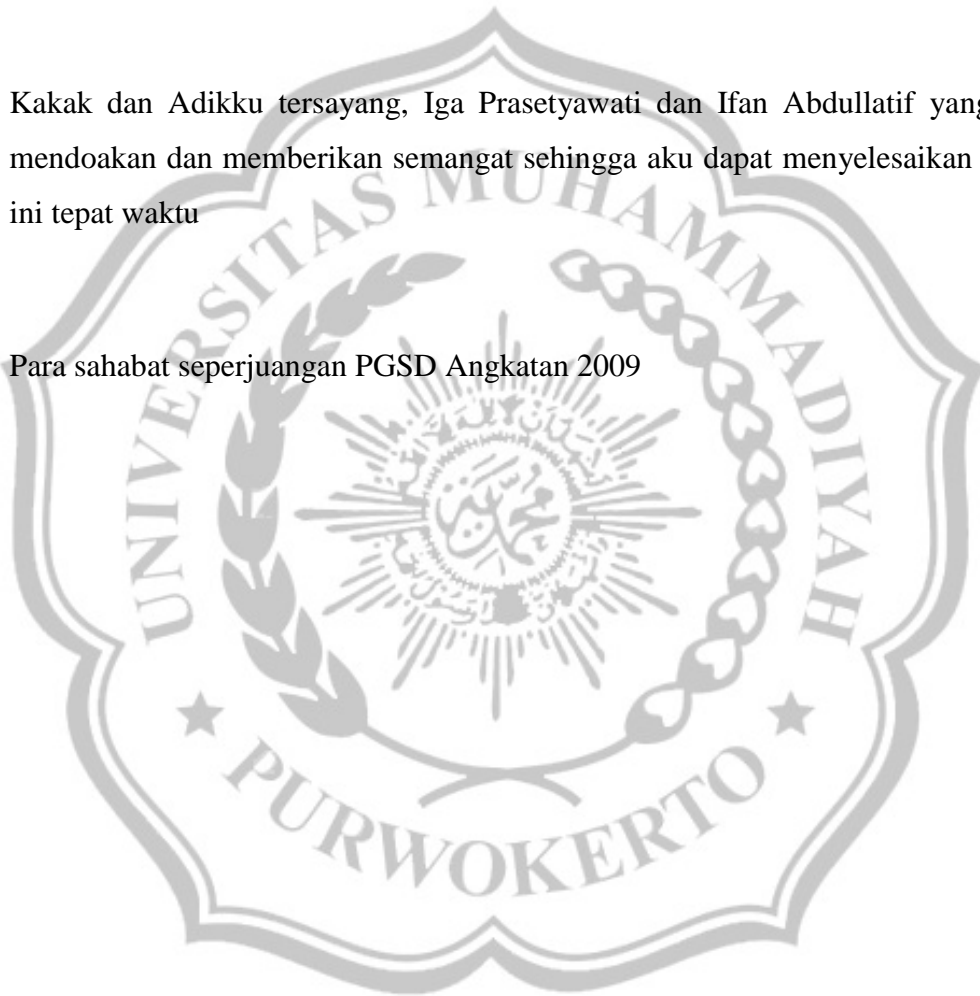 Kakak dan Adikku tersayang, Iga Prasetyawati dan Ifan Abdullatif yang
mendoakan dan memberikan semangat sehingga aku dapat menyelesaikan
ini tepat waktu
Para sahabat seperjuangan PGSD Angkatan 2009
UNIVERSITAS MUHAMMADIYAH
PURWOKERTO